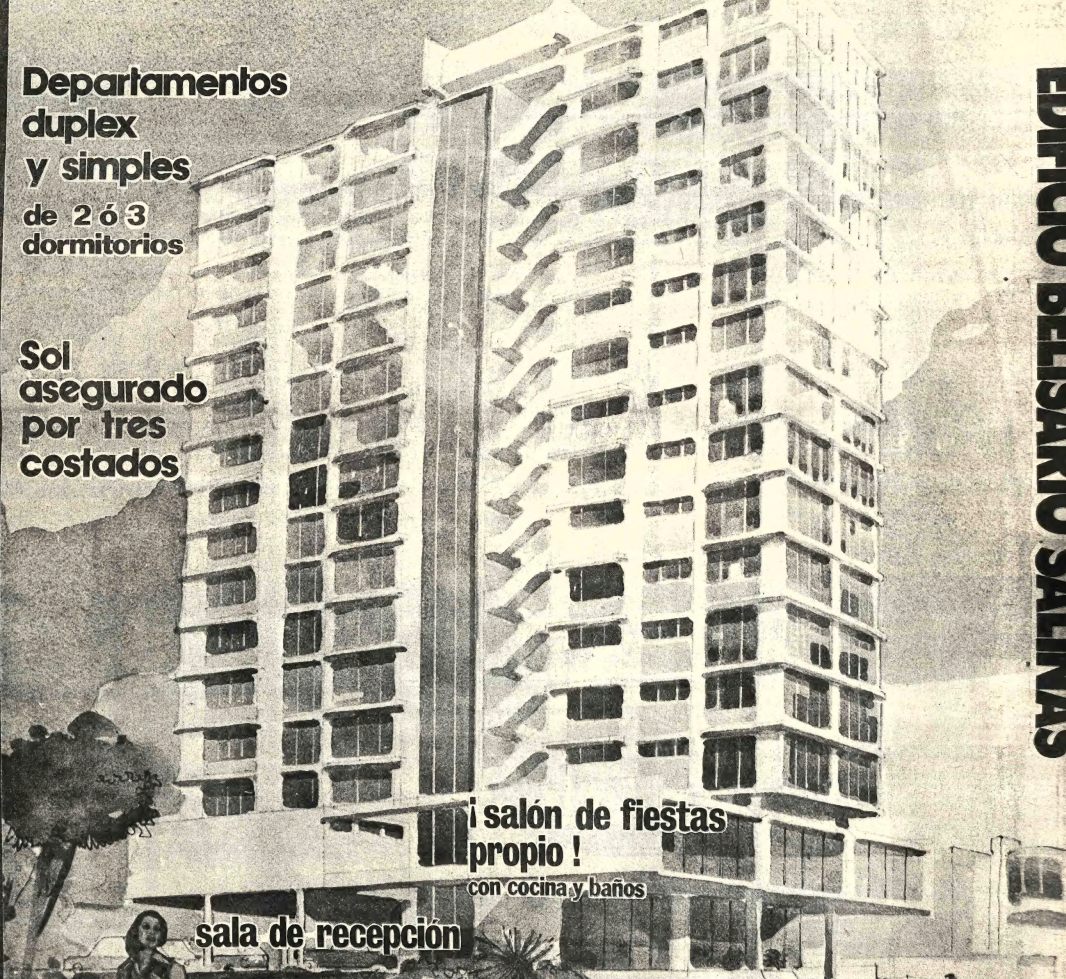 Departamentos
duplex
y simples
de 2 ó 3
dormitorios
Sol
asegurado
por tres
costados
EDIFICIO BELISARIO SALINAS
¡salón de fiestas
propio!
con cocina y baños
sala de recepción